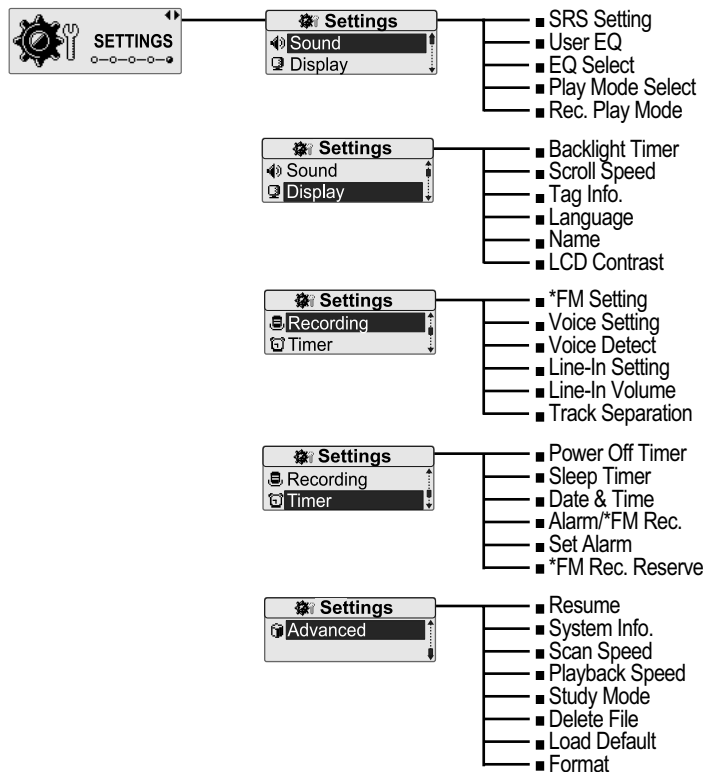 SETTINGS
Settings
Sound
Display
SRS Setting
User EQ
EQ Select
Play Mode Select
Rec. Play Mode
Settings
Sound
Display
Backlight Timer
Scroll Speed
Tag Info.
Language
Name
LCD Contrast
Settings
Recording
Timer
*FM Setting
Voice Setting
Voice Detect
Line-In Setting
Line-In Volume
Track Separation
Settings
Recording
Timer
Power Off Timer
Sleep Timer
Date & Time
Alarm/*FM Rec.
Set Alarm
*FM Rec. Reserve
Settings
Advanced
Resume
System Info.
Scan Speed
Playback Speed
Study Mode
Delete File
Load Default
Format